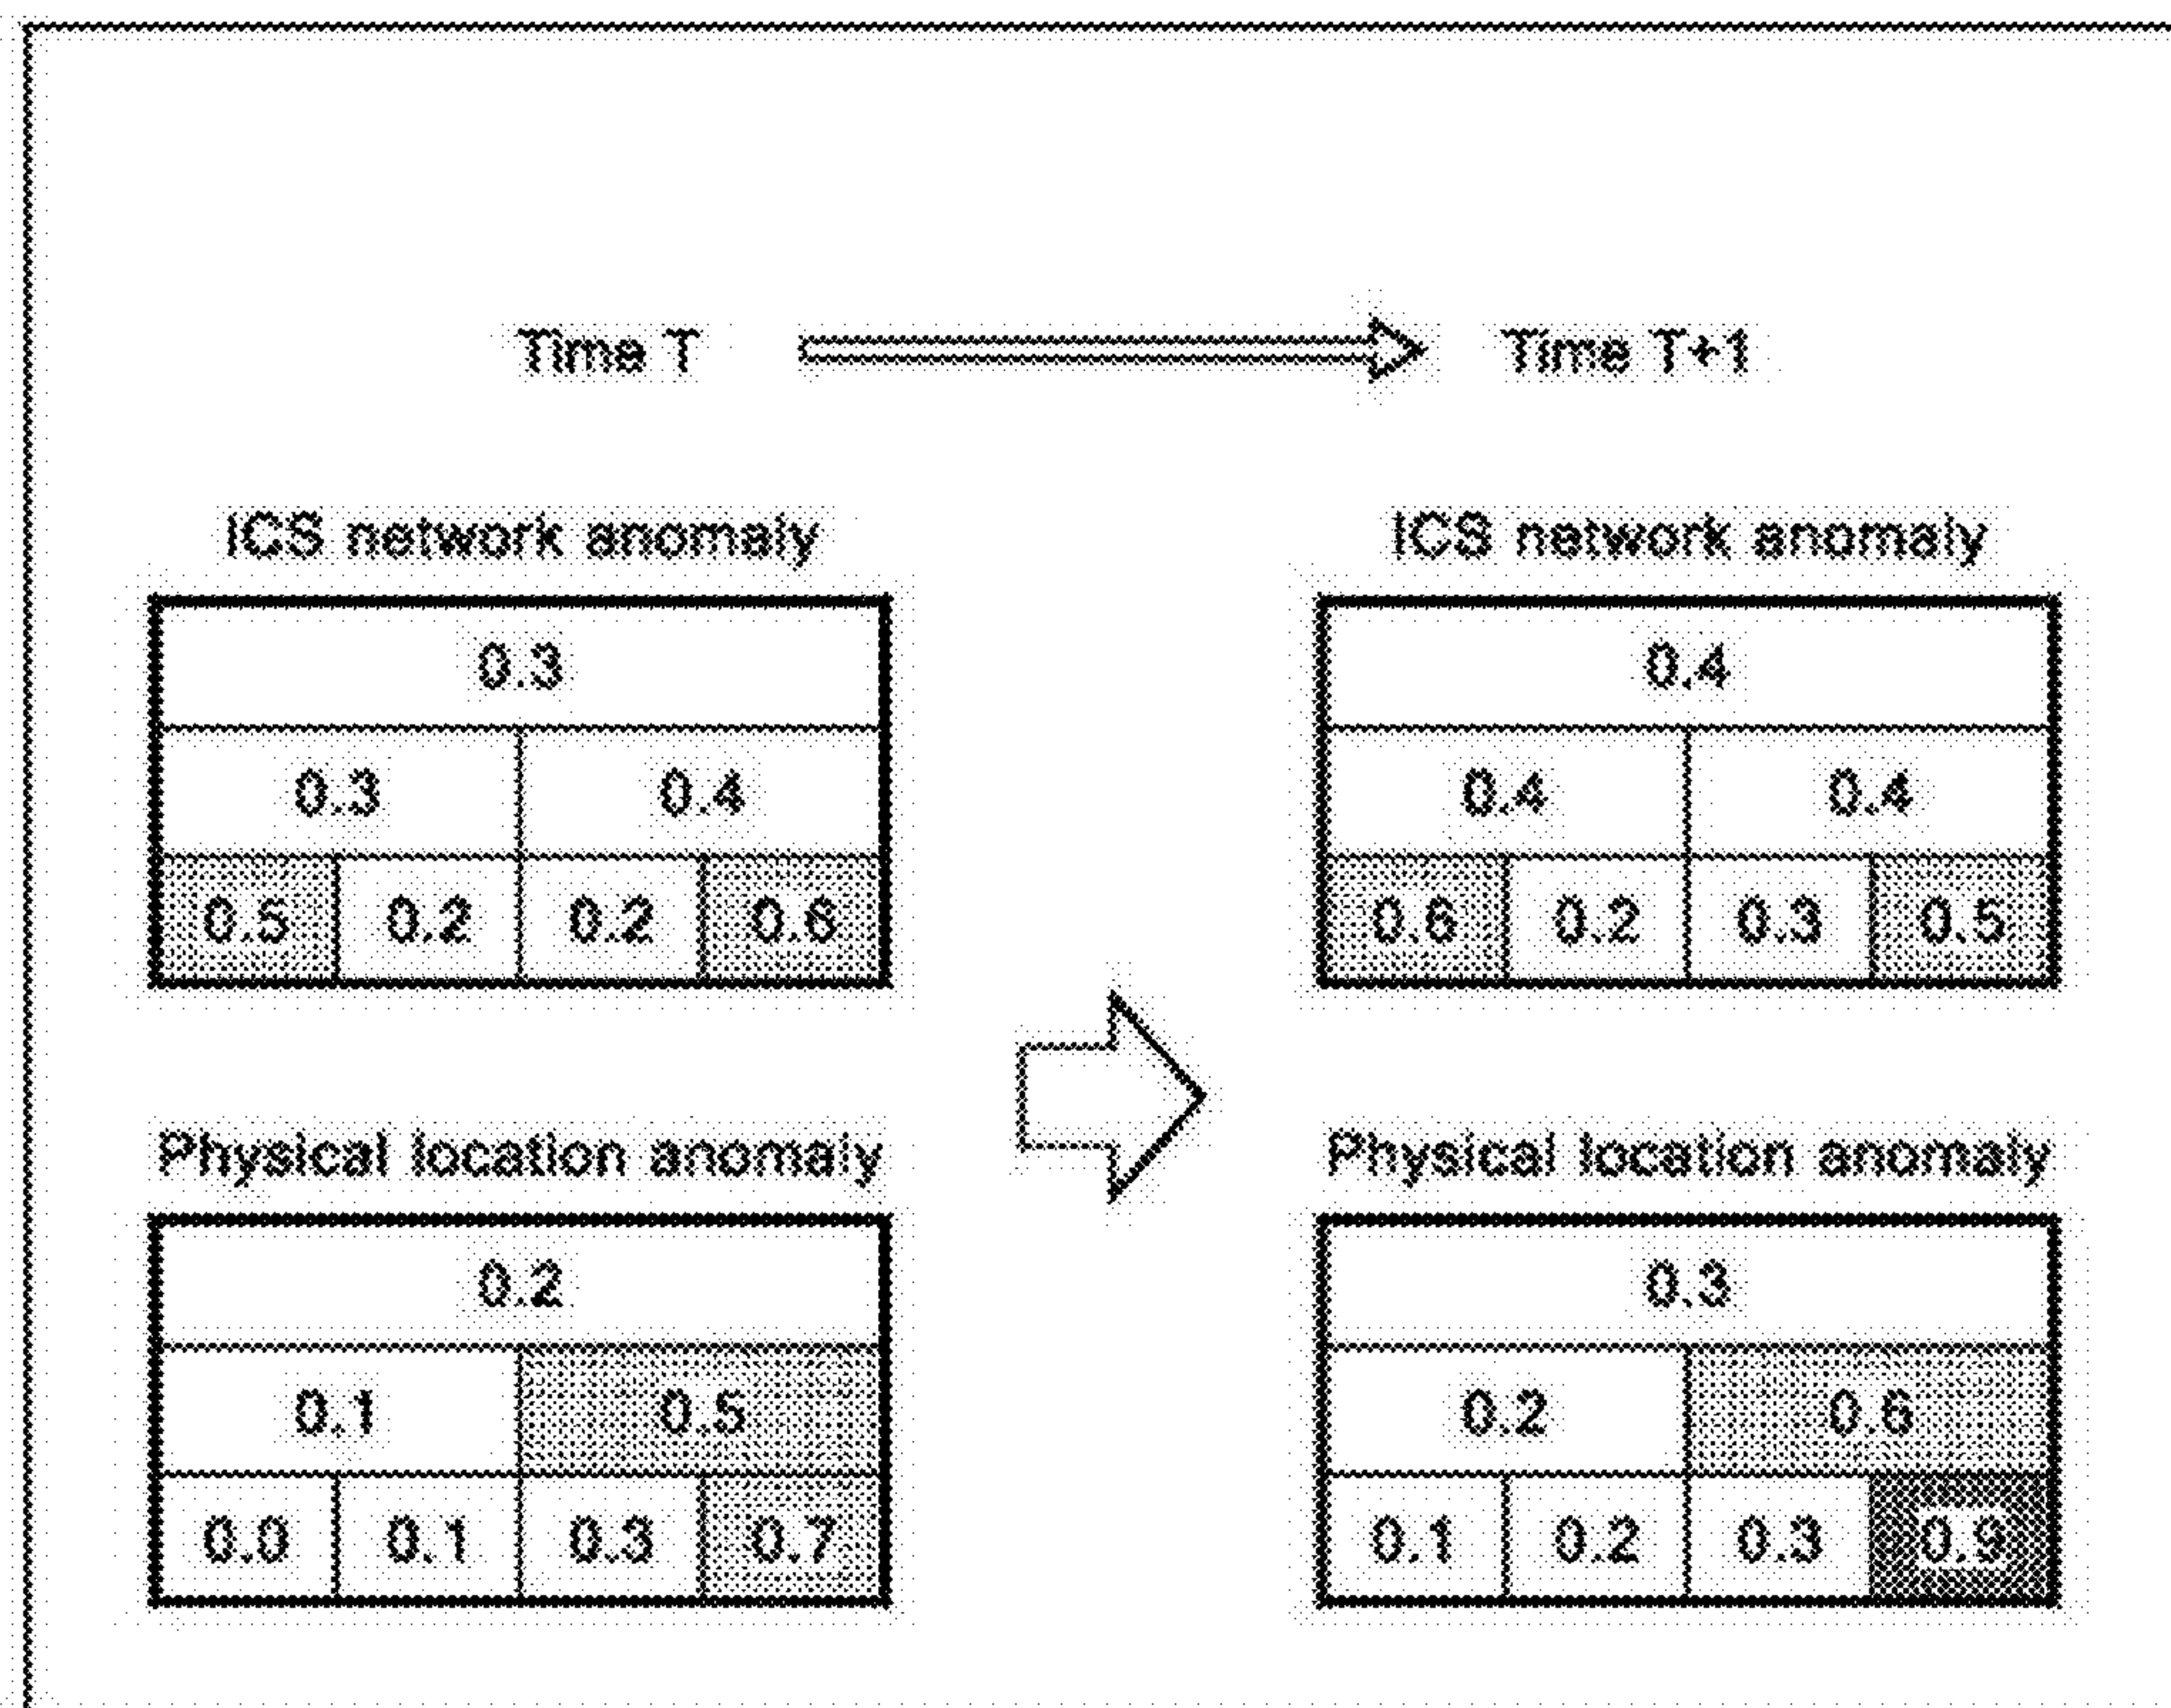 Time T Time T+1
ICS network anomaly ICS network anomaly
0.3 0.4
0.3 0.4 0.4 0.4
0.5 0.2 0.2 0.6 0.6 0.2 0.3 0.5
Physical location anomaly Physical location anomaly
0.2 0.3
0.1 0.5 0.2 0.6
0.0 0.1 0.3 0.7 0.1 0.2 0.3 0.9